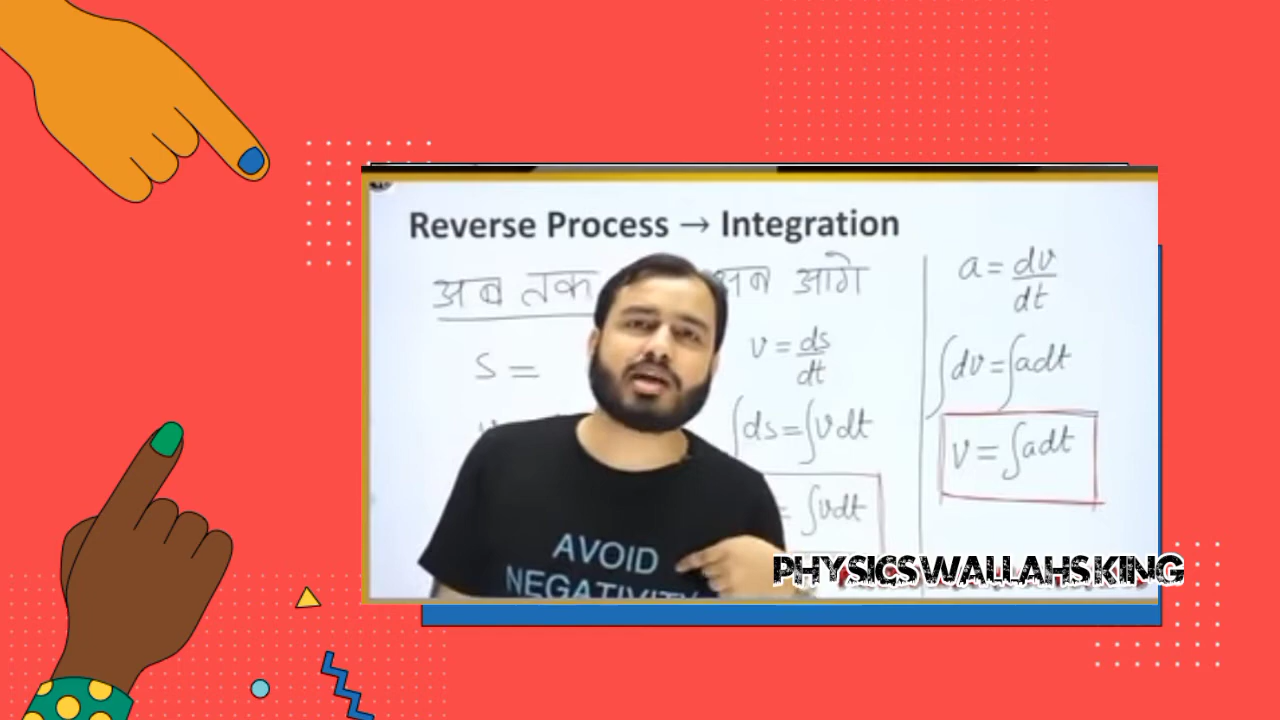 Reverse Process → Integration
अब तक
अब आगे
s =
v = ds/dt
∫ds = ∫vdt
= ∫vdt
a = dv/dt
∫dv = ∫adt
v = ∫adt
AVOID
NEGATIVITY
PHYSICSWALLAHSKING